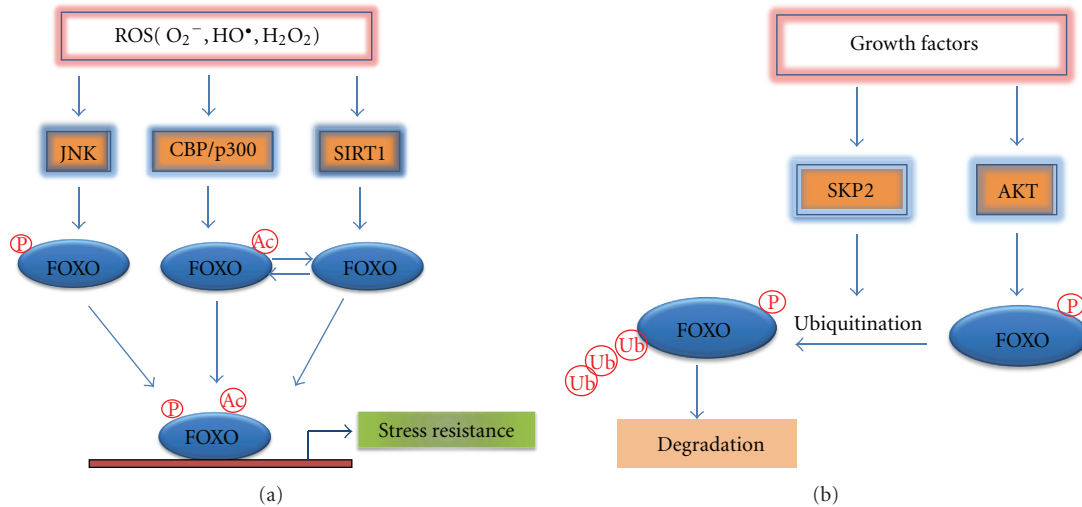 ROS( O₂⁻, HO•, H₂O₂)
JNK
CBP/p300
SIRT1
P
FOXO
Ac
FOXO
FOXO
P
Ac
FOXO
Stress resistance
(a)
Growth factors
SKP2
AKT
P
FOXO
Ubiquitination
P
FOXO
Ub
Ub
Ub
Degradation
(b)